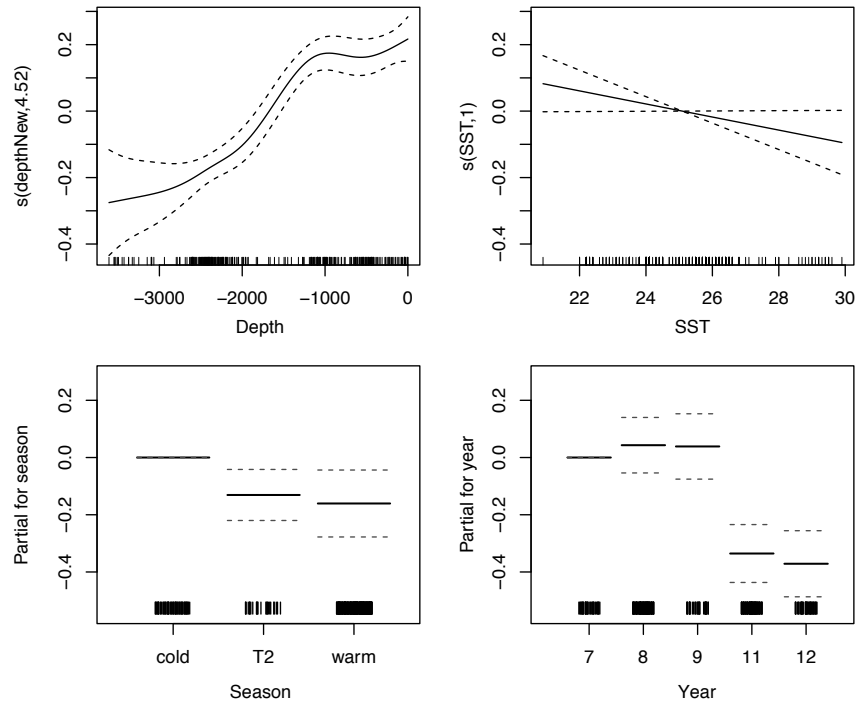 s(depthNew,4.52)
0.2
0.0
−0.2
−0.4
−3000 −2000 −1000 0
Depth
s(SST,1)
0.2
0.0
−0.2
−0.4
22 24 26 28 30
SST
Partial for season
0.2
0.0
−0.2
−0.4
cold T2 warm
Season
Partial for year
0.2
0.0
−0.2
−0.4
7 8 9 11 12
Year